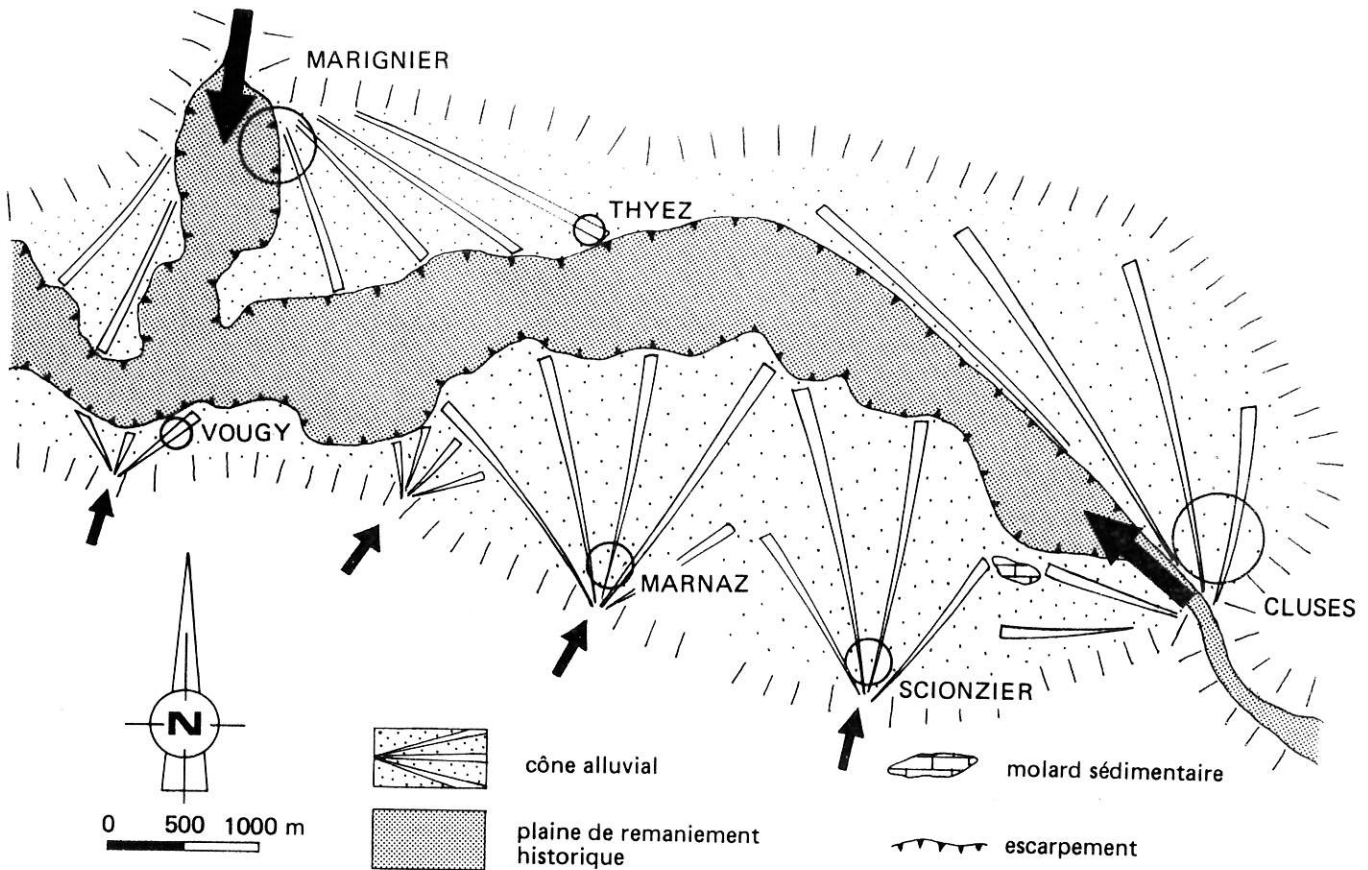 MARIGNIER
THYEZ
VOUGY
MARNAZ
CLUSES
SCIONZIER
N
0 500 1000 m
cône alluvial
plaine de remaniement
historique
molard sédimentaire
escarpement